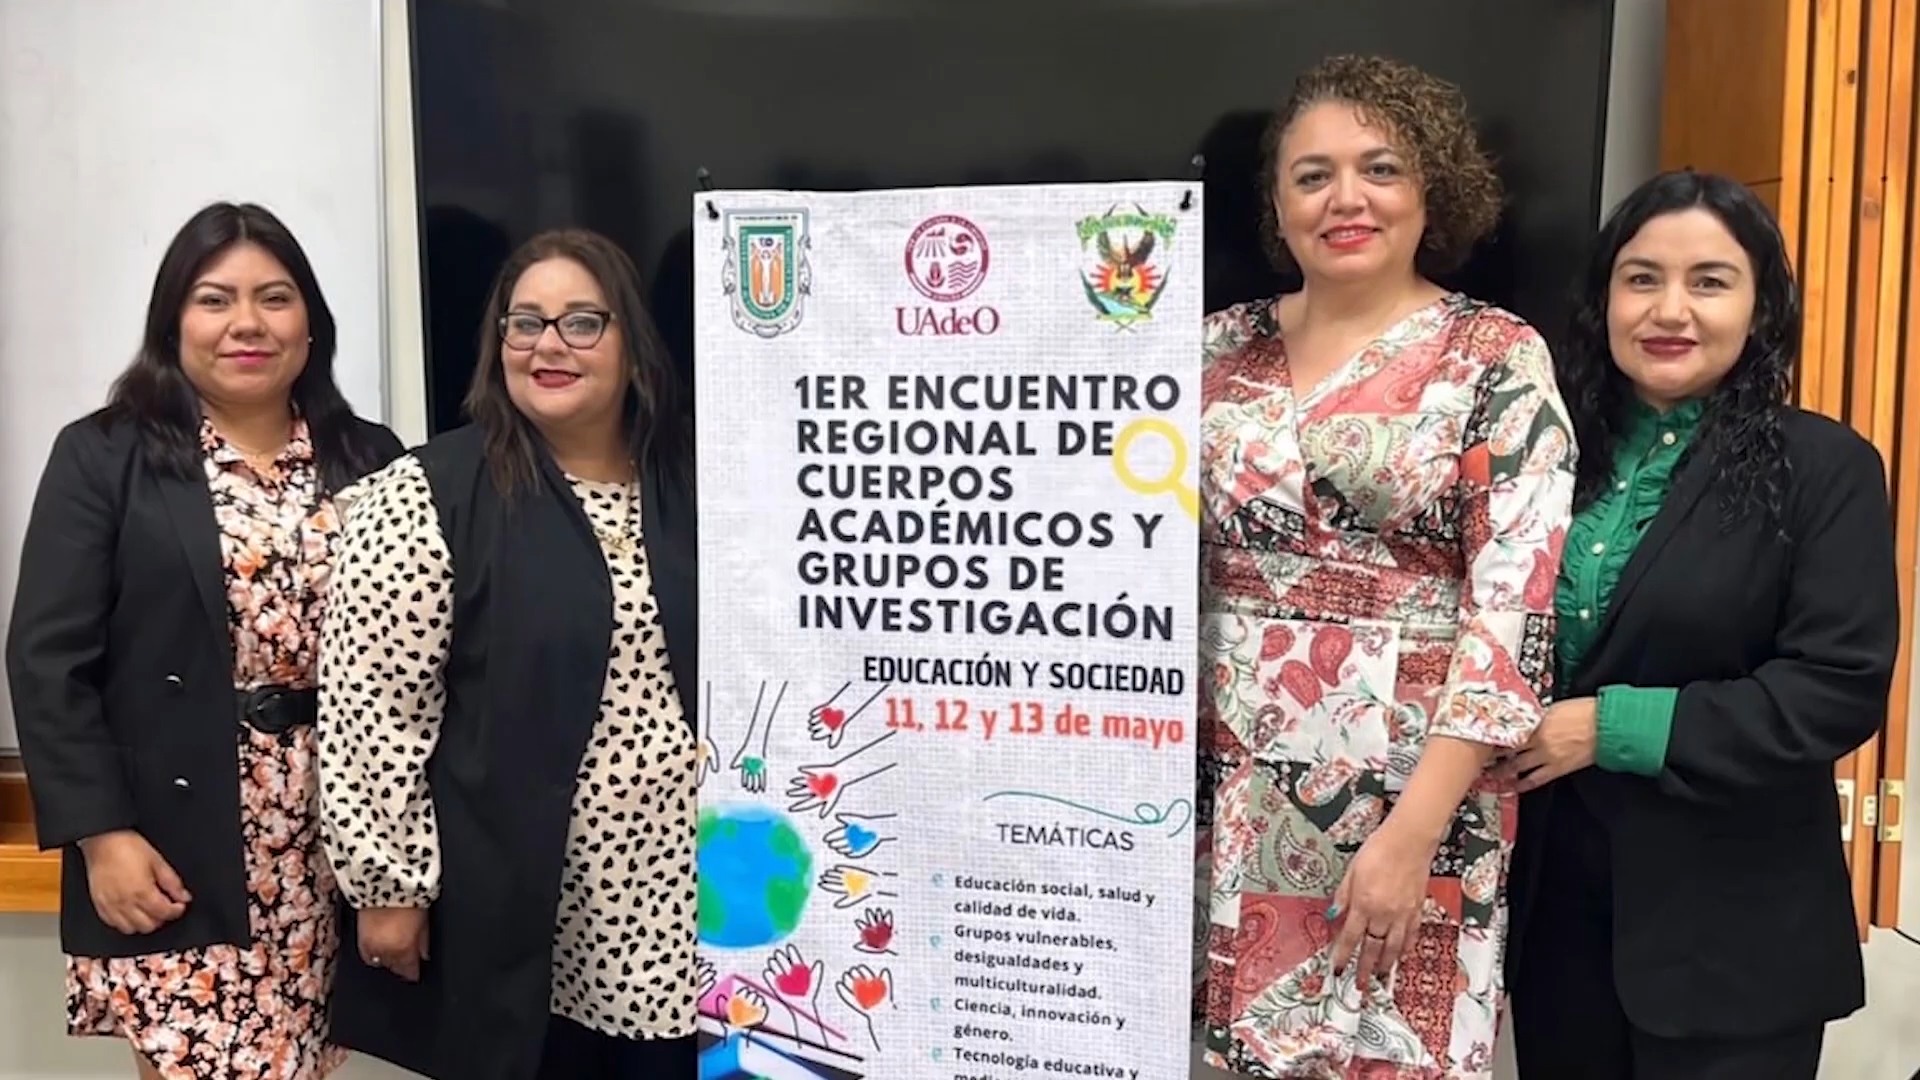 UAdeO
1ER ENCUENTRO
REGIONAL DE
CUERPOS
ACADÉMICOS Y
GRUPOS DE
INVESTIGACIÓN
EDUCACIÓN Y SOCIEDAD
11, 12 y 13 de mayo
TEMÁTICAS
Educación social, salud y
calidad de vida.
Grupos vulnerables,
desigualdades y
multiculturalidad.
Ciencia, innovación y
género.
Tecnología educativa y